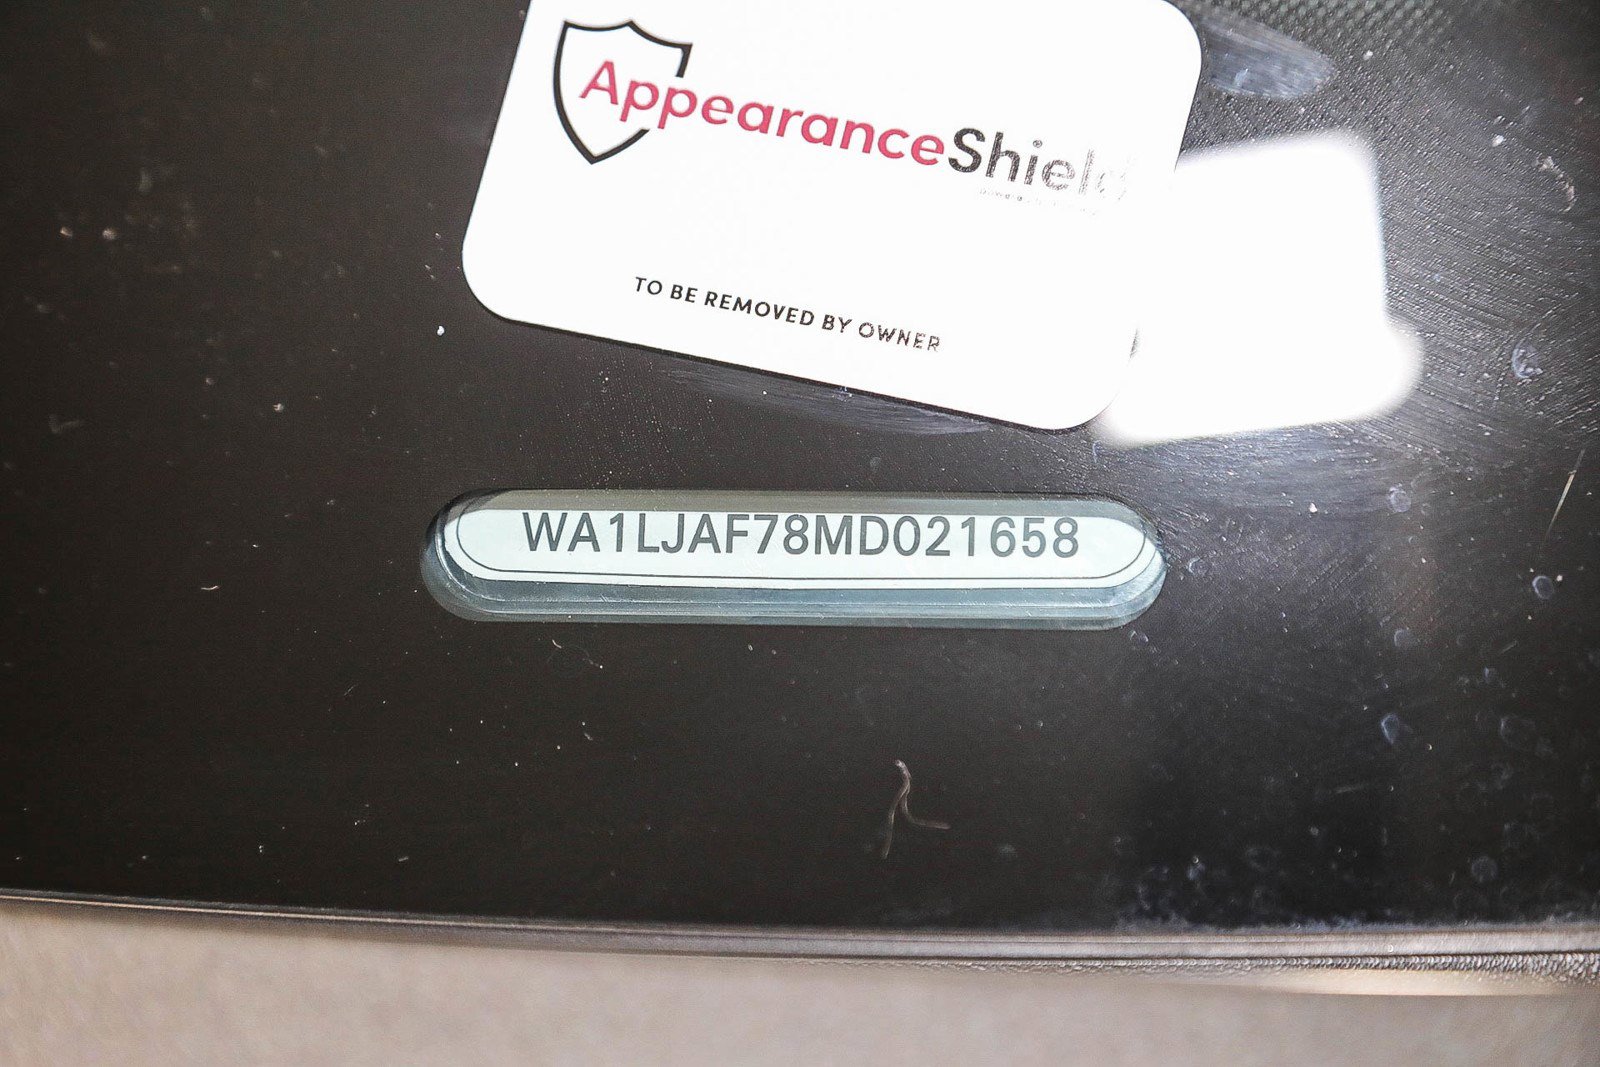 AppearanceShield
TO BE REMOVED BY OWNER
WA1LJAF78MD021658